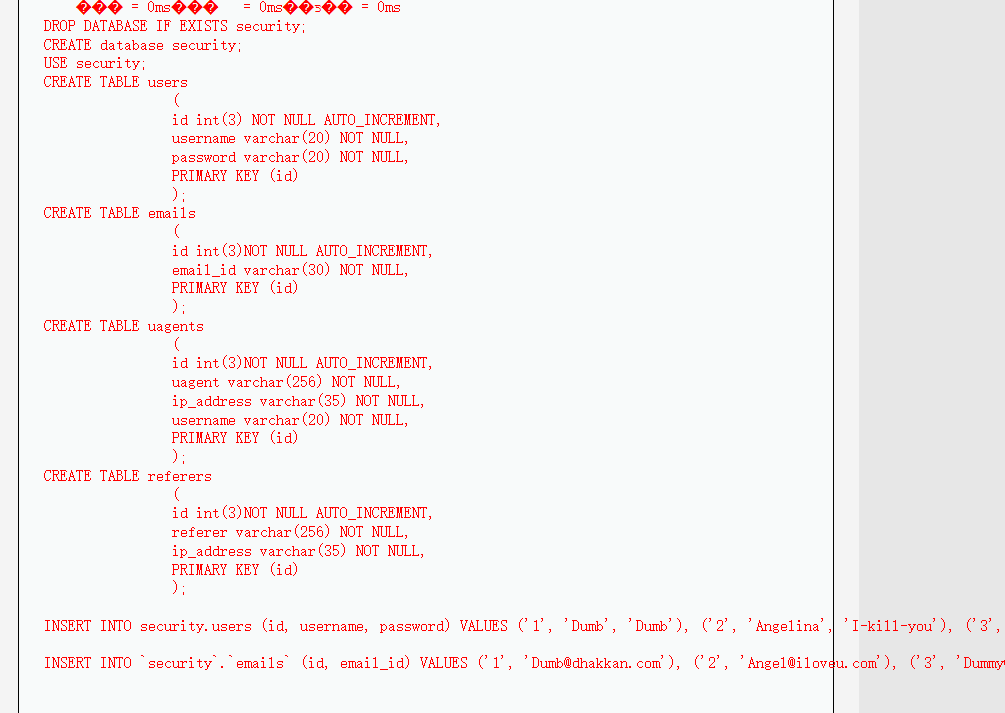 = 0ms = 0ms = 0ms
DROP DATABASE IF EXISTS security;
CREATE database security;
USE security;
CREATE TABLE users
(
id int(3) NOT NULL AUTO_INCREMENT,
username varchar(20) NOT NULL,
password varchar(20) NOT NULL,
PRIMARY KEY (id)
);
CREATE TABLE emails
(
id int(3)NOT NULL AUTO_INCREMENT,
email_id varchar(30) NOT NULL,
PRIMARY KEY (id)
);
CREATE TABLE uagents
(
id int(3)NOT NULL AUTO_INCREMENT,
uagent varchar(256) NOT NULL,
ip_address varchar(35) NOT NULL,
username varchar(20) NOT NULL,
PRIMARY KEY (id)
);
CREATE TABLE referers
(
id int(3)NOT NULL AUTO_INCREMENT,
referer varchar(256) NOT NULL,
ip_address varchar(35) NOT NULL,
PRIMARY KEY (id)
);
INSERT INTO security.users (id, username, password) VALUES ('1', 'Dumb', 'Dumb'), ('2', 'Angelina', 'I-kill-you'), ('3',
INSERT INTO `security`.`emails` (id, email_id) VALUES ('1', 'Dumb@dhakkan.com'), ('2', 'Angel@iloveu.com'), ('3', 'Dummy